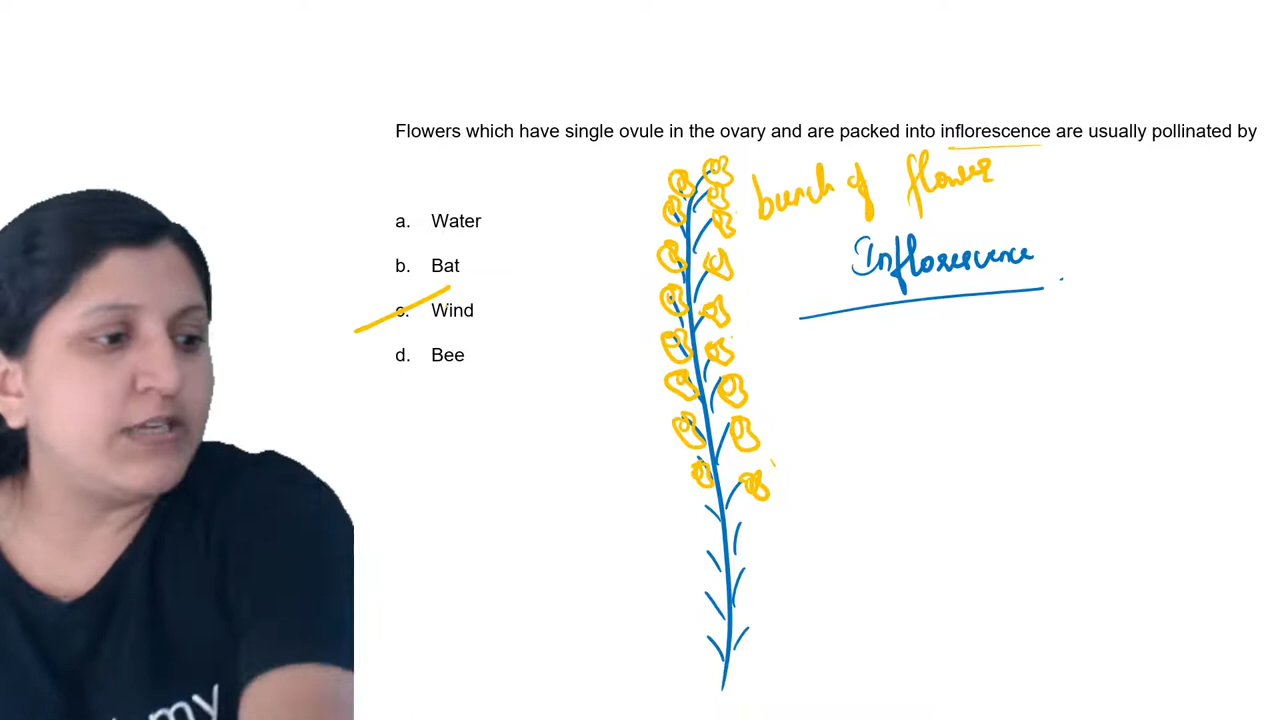 Flowers which have single ovule in the ovary and are packed into inflorescence are usually pollinated by
bunch of flower
Inflorescence
a. Water
b. Bat
c. Wind
d. Bee
my